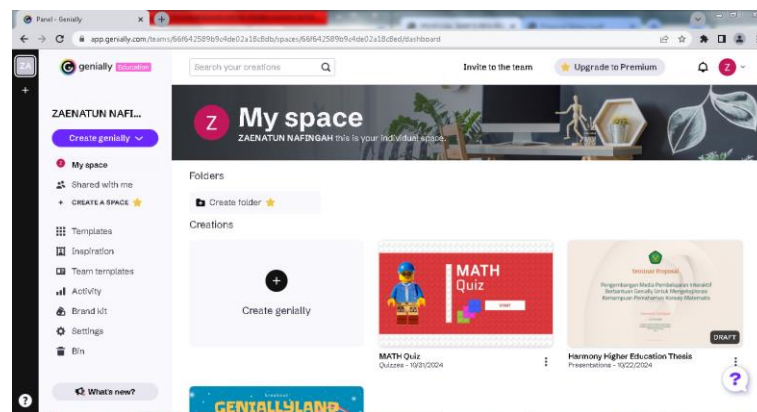 Panel - Genially
app.genially.com/teams/66f642589b9c4de02a18c8db/spaces/66f642589b9c4de02a18c8ed/dashboard
ZA
genially Education
Search your creations
Invite to the team
Upgrade to Premium
Z
ZAENATUN NAFI...
Create genially
My space
Shared with me
CREATE A SPACE
Templates
Inspiration
Team templates
Activity
Brand kit
Settings
Bin
What's new?
Z
My space
ZAENATUN NAFINGAH this is your individual space.
Folders
Create folder
Creations
Create genially
MATH
Quiz
START
MATH Quiz
Quizzes - 10/31/2024
Seminar Proposal
Pengembangan Media Pembelajaran Interaktif
Berbantuan Genially Untuk Mengeksplorasi
Kemampuan Pemahaman Konsep Matematis
DRAFT
Harmony Higher Education Thesis
Presentations - 10/22/2024
GENIALLYLAND
?
?